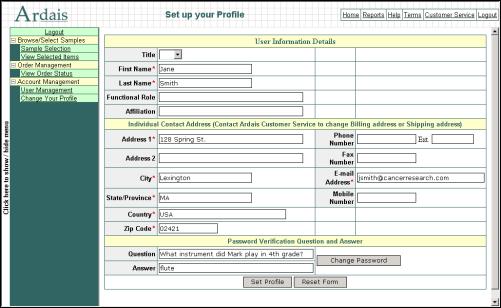 Ardais
Set up your Profile
Home Reports Help Terms Customer Service Logout
Logout
Browse/Select Samples
Sample Selection
View Selected Items
Order Management
View Order Status
Account Management
User Management
Change Your Profile
Click here to show / hide menu
User Information Details
Title
First Name* Jane
Last Name* Smith
Functional Role
Affiliation
Individual Contact Address (Contact Ardais Customer Service to change Billing address or Shipping address)
Address 1* 128 Spring St.
Phone Number Ext.
Address 2
Fax Number
City* Lexington
E-mail Address* jsmith@cancerresearch.com
State/Province* MA
Mobile Number
Country* USA
Zip Code* 02421
Password Verification Question and Answer
Question What instrument did Mark play in 4th grade?
Answer flute
Change Password
Set Profile Reset Form